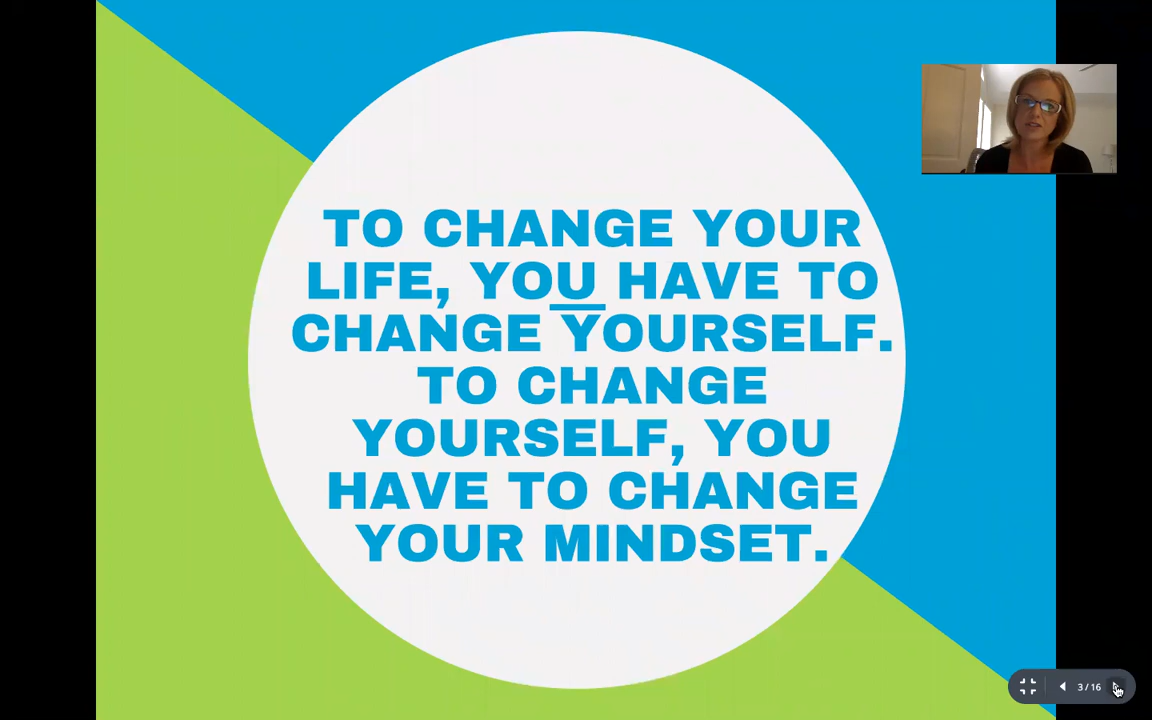 TO CHANGE YOUR
LIFE, YOU HAVE TO
CHANGE YOURSELF.
TO CHANGE
YOURSELF, YOU
HAVE TO CHANGE
YOUR MINDSET.
3 / 16